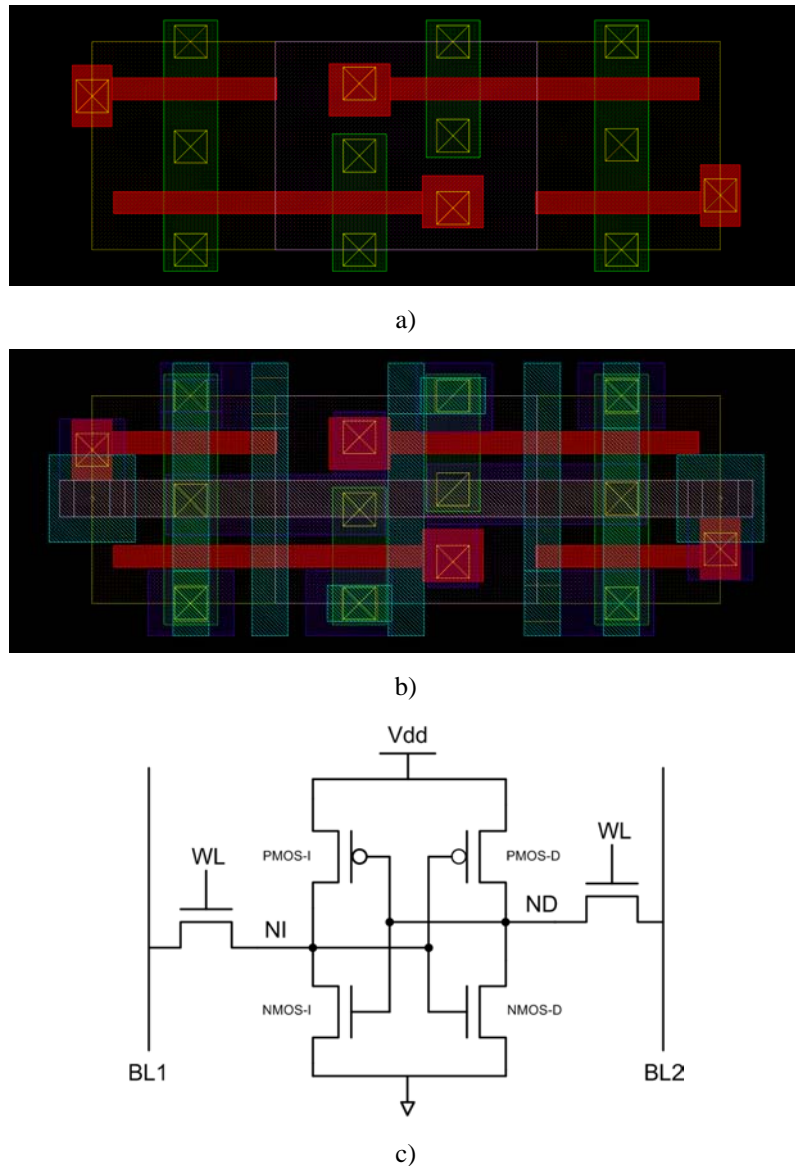 a)
b)
Vdd
WL
PMOS-I
PMOS-D
WL
NI
ND
NMOS-I
NMOS-D
BL1
BL2
c)